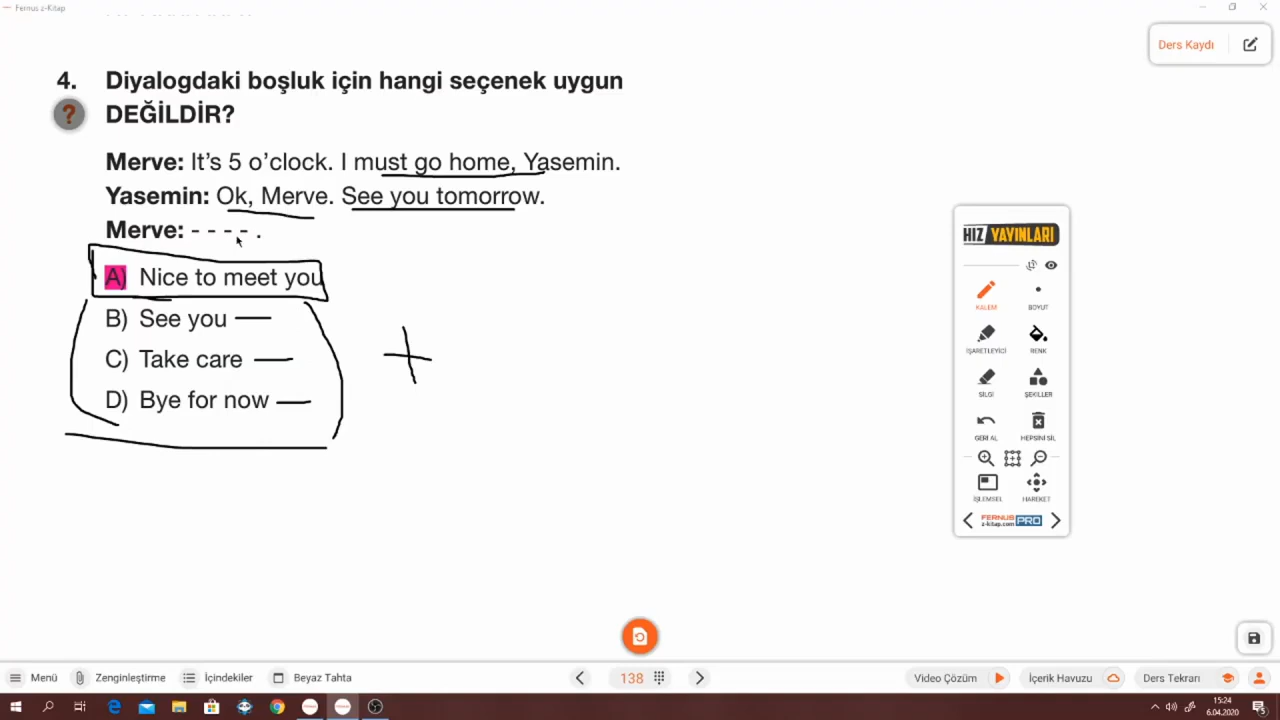 Fernus z-Kitap
Ders Kaydı
4. Diyalogdaki boşluk için hangi seçenek uygun
DEĞİLDİR?
Merve: It's 5 o'clock. I must go home, Yasemin.
Yasemin: Ok, Merve. See you tomorrow.
Merve: - - - - .
A) Nice to meet you
B) See you
C) Take care
D) Bye for now
HIZ YAYINLARI
KALEM BOYUT
İŞARETLEYİCİ RENK
SİLGİ ŞEKİLLER
GERİ AL HEPSİNİ SİL
İŞLEMSEL HAREKET
FERNUS
z-kitap.com PRO
Menü Zenginleştirme İçindekiler Beyaz Tahta 138 Video Çözüm İçerik Havuzu Ders Tekrarı
15:24
6.04.2020